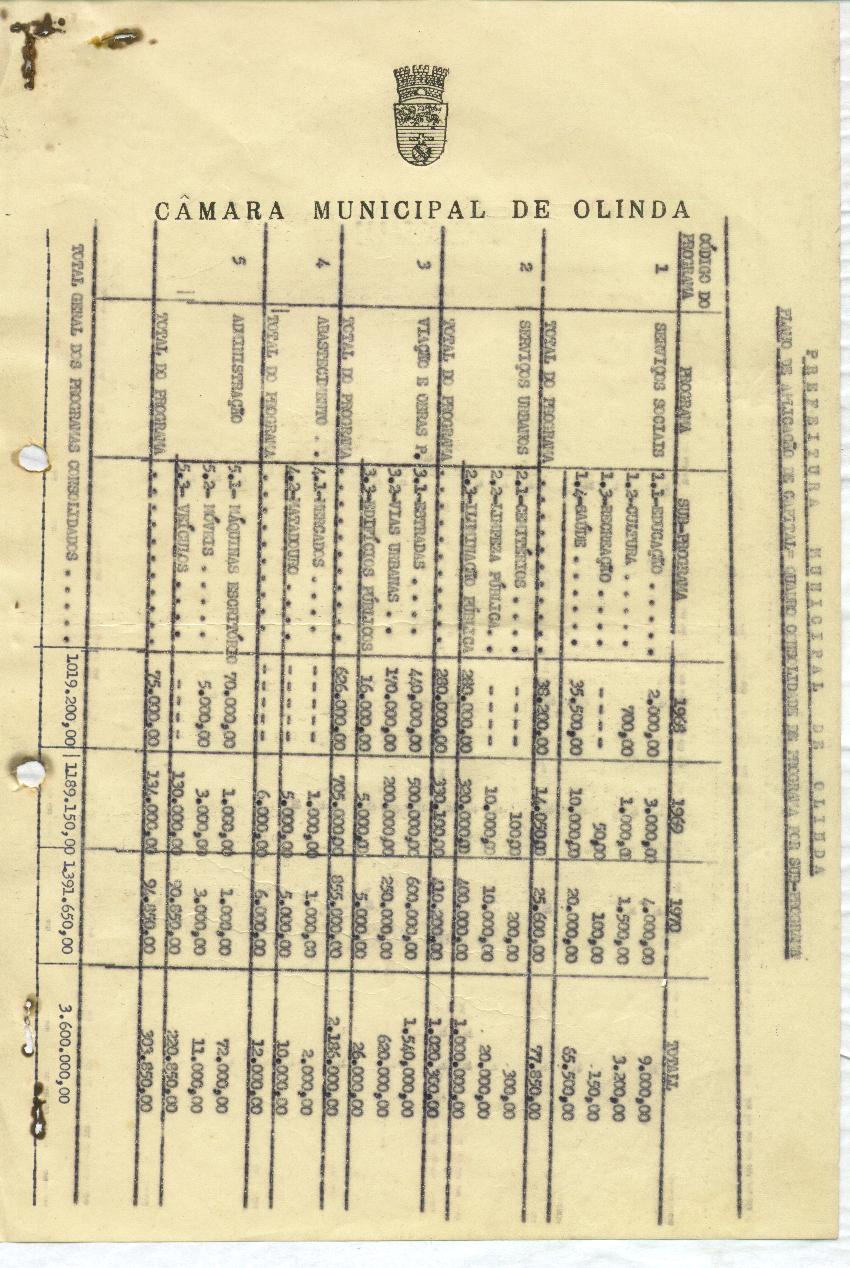 CÂMARA MUNICIPAL DE OLINDA
PREFEITURA MUNICIPAL DE OLINDA
PLANO DE APLICAÇÃO DE CAPITAL= QUADRO CONSOLIDADE DE PROGRAMA POR SUB-PROGRAMA
CÓDIGO DO PROGRAMA PROGRAMA SUB-PROGRAMA 1968 1969 1970 TOTALL
1 SERVIÇOS SOCIAIS 1.1-EDUCAÇÃO . . . . . . 2.000,00 3.000,00 4.000,00 9.000,00
1.2-CULTURA . . . . . 700,00 1.000,00 1.500,00 3.200,00
1.3-RECREAÇÃO . . . . ---- 50,00 100,00 150,00
1.4-SAÚDE . . . . . . 35.500,00 10.000,00 20.000,00 65.500,00
TOTAL DO PROGRAMA . . . . . . . . 38.200,00 14.050,00 25.600,00 77.850,00
2 SERVIÇOS URBANOS 2.1-CEMITÉRIOS . . . . ---- 100,00 200,00 300,00
2.2-LIMPEZA PÚBLICA . . ---- 10.000,00 10.000,00 20.000,00
2.3-ILUMINAÇÃO PÚBLICA 280.000,00 320.000,00 400.000,00 1.000.000,00
TOTAL DO PROGRAMA . . . . . . . . 280.000,00 330.100,00 410.200,00 1.020.300,00
3 VIAÇÃO E OBRAS P. 3.1-ESTRADAS . . . . 440,000,00 500.000,00 600.000,00 1.540,000,00
3.2-VIAS URBANAS . . 170.000,00 200.000,00 250.000,00 620.000,00
3.3-EDIFÍCIOS PÚBLICOS 16.000,00 5.000,00 5.000,00 26.000,00
TOTAL DO PROGRAMA . . . . . . . . 626.000,00 705.000,00 855.000,00 2.186.000,00
4 ABASTECIMENTO . . 4.1-MERCADOS . . . . ----- 1.000,00 1.000,00 2.000,00
4.2-MATADOURO . . . . ----- 5.000,00 5.000,00 10.000,00
TOTAL DO PROGRAMA . . . . . . . . ---- 6.000,00 6.000,00 12.000,00
5 ADMINISTRAÇÃO 5.1- MÁQUINAS ESCRITÓRIO 70.000,00 1.000,00 1.000,00 72.000,00
5.2- MÓVEIS . . . . . 5.000,00 3.000,00 3.000,00 11.000,00
5.3- VEÍCULOS . . . . ---- 130.000,00 90.850,00 220.850,00
TOTAL DO PROGRAMA . . . . . . . . 75.000,00 134.000,00 94.850,00 303.850,00
TOTAL GERAL DOS PROGRAMAS CONSOLIDADOS . . . . . . 1019.200,00 1189.150,00 1.391.650,00 3.600.000,00